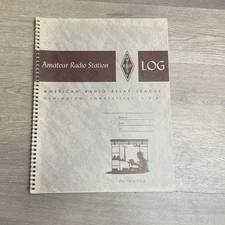 Amateur Radio Station LOG
AMERICAN RADIO RELAY LEAGUE
NEWINGTON, CONNECTICUT, U.S.A.